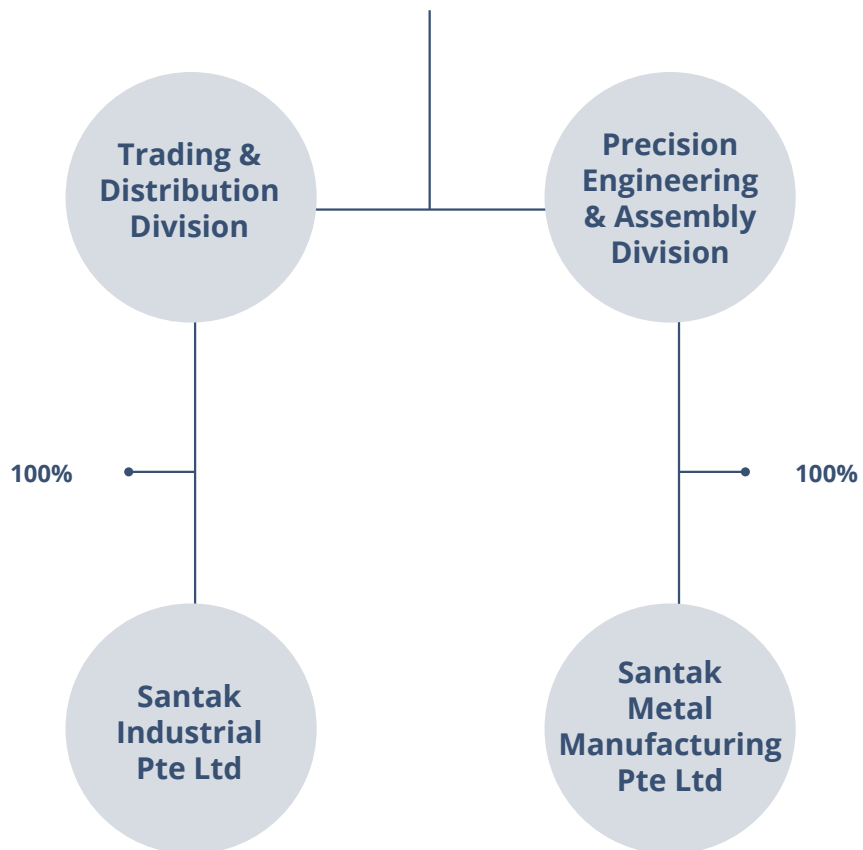 Trading &
Distribution
Division
Precision
Engineering
& Assembly
Division
100%
100%
Santak
Industrial
Pte Ltd
Santak
Metal
Manufacturing
Pte Ltd